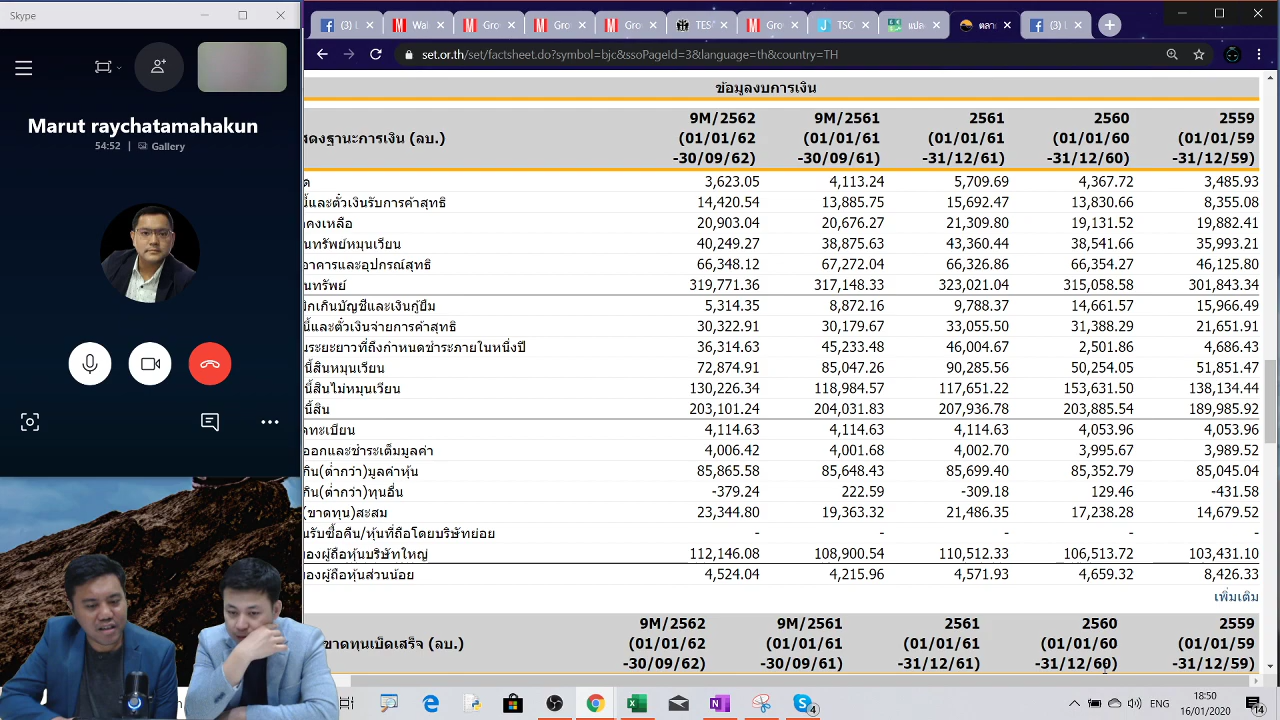 Skype
(3) L
Wal
Gro
Gro
Gro
TES
Gro
TSC
แปล
ตลา
(3) L
set.or.th/set/factsheet.do?symbol=bjc&ssoPageId=3&language=th&country=TH
Marut raychatamahakun
54:52 | Gallery
ข้อมูลงบการเงิน
สดงฐานะการเงิน (ลบ.)
9M/2562 (01/01/62 -30/09/62)
9M/2561 (01/01/61 -30/09/61)
2561 (01/01/61 -31/12/61)
2560 (01/01/60 -31/12/60)
2559 (01/01/59 -31/12/59)
ด 3,623.05 4,113.24 5,709.69 4,367.72 3,485.93
นี้และตั๋วเงินรับการค้าสุทธิ 14,420.54 13,885.75 15,692.47 13,830.66 8,355.08
าคงเหลือ 20,903.04 20,676.27 21,309.80 19,131.52 19,882.41
นทรัพย์หมุนเวียน 40,249.27 38,875.63 43,360.44 38,541.66 35,993.21
อาคารและอุปกรณ์สุทธิ 66,348.12 67,272.04 66,326.86 66,354.27 46,125.80
นทรัพย์ 319,771.36 317,148.33 323,021.04 315,058.58 301,843.34
บิกเกินบัญชีและเงินกู้ยืม 5,314.35 8,872.16 9,788.37 14,661.57 15,966.49
นี้และตั๋วเงินจ่ายการค้าสุทธิ 30,322.91 30,179.67 33,055.50 31,388.29 21,651.91
นระยะยาวที่ถึงกำหนดชำระภายในหนึ่งปี 36,314.63 45,233.48 46,004.67 2,501.86 4,686.43
นี้สินหมุนเวียน 72,874.91 85,047.26 90,285.56 50,254.05 51,851.47
นี้สินไม่หมุนเวียน 130,226.34 118,984.57 117,651.22 153,631.50 138,134.44
นี้สิน 203,101.24 204,031.83 207,936.78 203,885.54 189,985.92
ดทะเบียน 4,114.63 4,114.63 4,114.63 4,053.96 4,053.96
ออกและชำระเต็มมูลค่า 4,006.42 4,001.68 4,002.70 3,995.67 3,989.52
กิน(ต่ำกว่า)มูลค่าหุ้น 85,865.58 85,648.43 85,699.40 85,352.79 85,045.04
กิน(ต่ำกว่า)ทุนอื่น -379.24 222.59 -309.18 129.46 -431.58
(ขาดทุน)สะสม 23,344.80 19,363.32 21,486.35 17,238.28 14,679.52
นรับซื้อคืน/หุ้นที่ถือโดยบริษัทย่อย - - - - -
ของผู้ถือหุ้นบริษัทใหญ่ 112,146.08 108,900.54 110,512.33 106,513.72 103,431.10
ของผู้ถือหุ้นส่วนน้อย 4,524.04 4,215.96 4,571.93 4,659.32 8,426.33
เพิ่มเติม
ขาดทุนเบ็ดเสร็จ (ลบ.)
9M/2562 (01/01/62 -30/09/62)
9M/2561 (01/01/61 -30/09/61)
2561 (01/01/61 -31/12/61)
2560 (01/01/60 -31/12/60)
2559 (01/01/59 -31/12/59)
4
ENG
18:50
16/01/2020
14